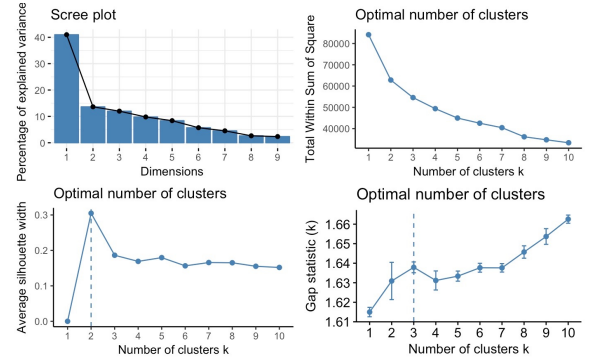 Scree plot
Percentage of explained variance
40
30
20
10
0
1 2 3 4 5 6 7 8 9
Dimensions
Optimal number of clusters
Total Within Sum of Square
80000
70000
60000
50000
40000
1 2 3 4 5 6 7 8 9 10
Number of clusters k
Optimal number of clusters
Average silhouette width
0.3
0.2
0.1
0.0
1 2 3 4 5 6 7 8 9 10
Number of clusters k
Optimal number of clusters
Gap statistic (k)
1.66
1.65
1.64
1.63
1.62
1.61
1 2 3 4 5 6 7 8 9 10
Number of clusters k